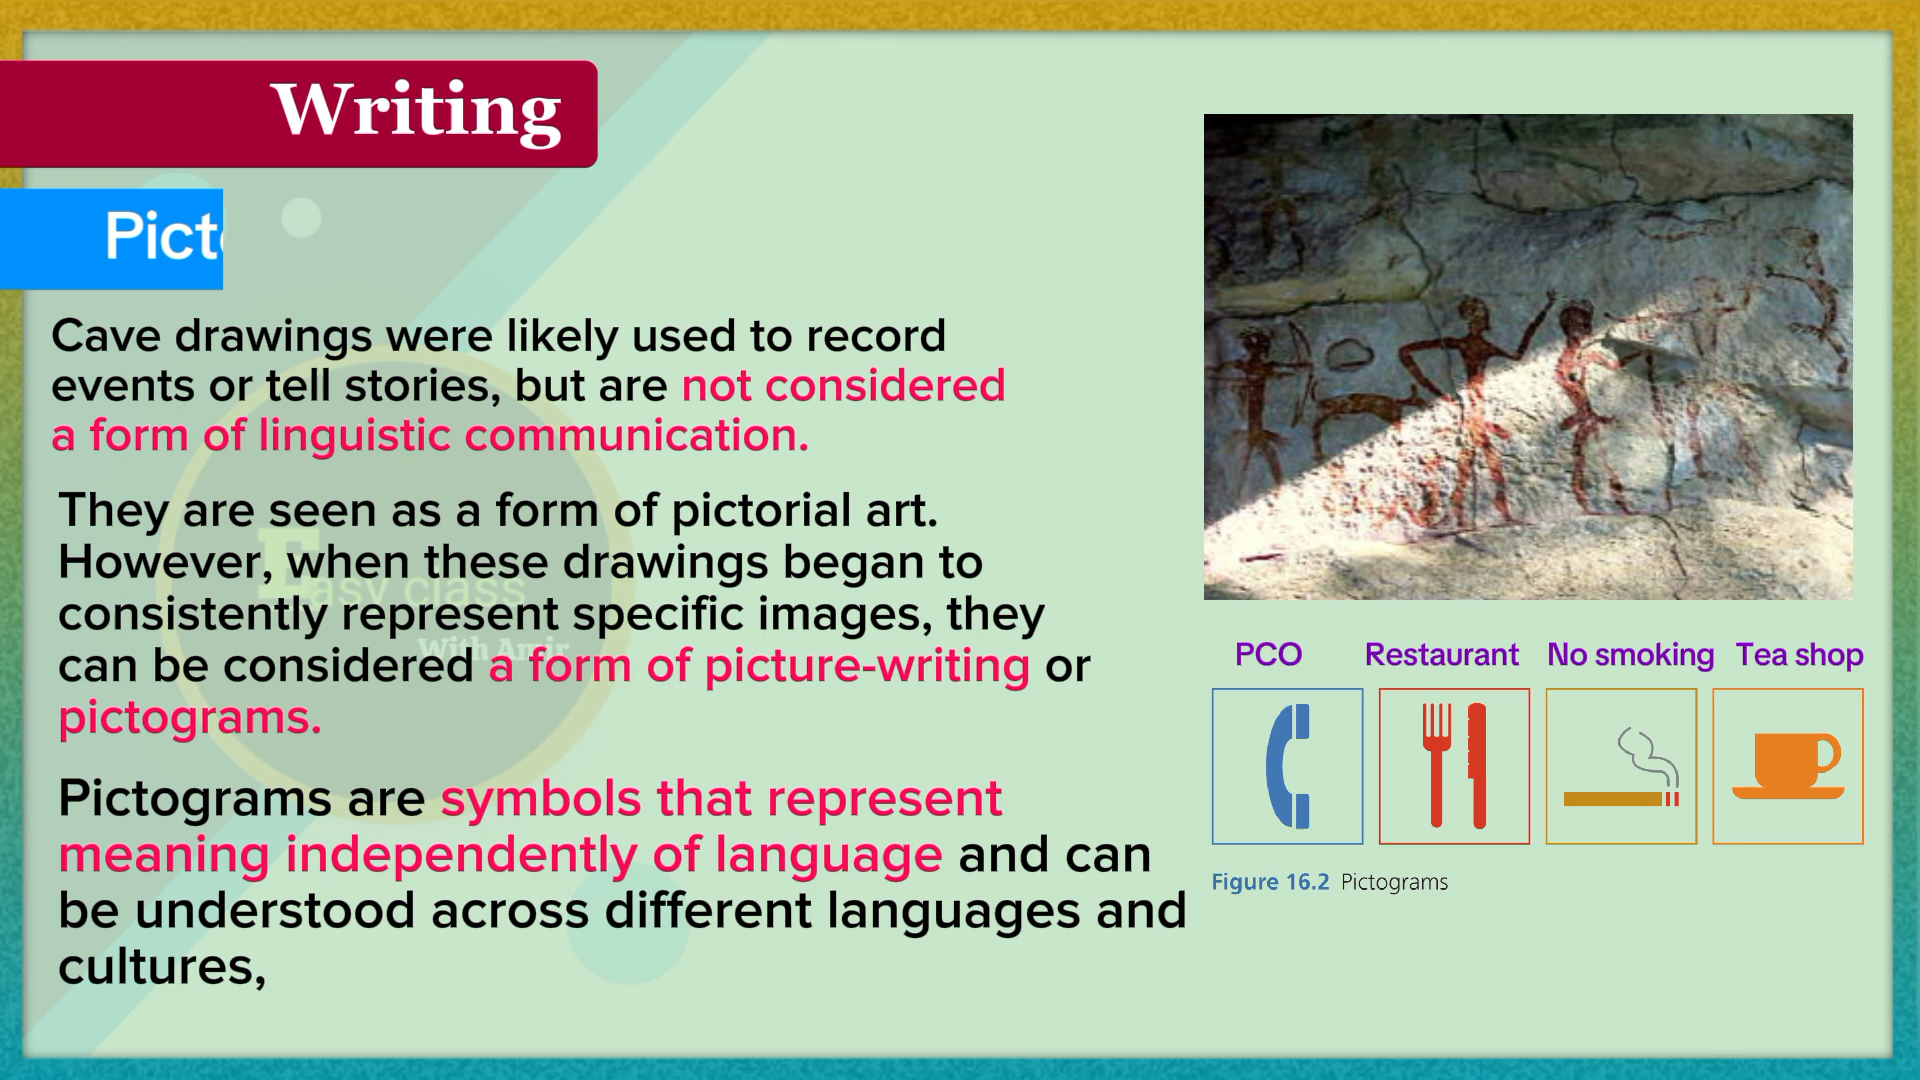 Writing
Pict
Cave drawings were likely used to record
events or tell stories, but are not considered
a form of linguistic communication.
They are seen as a form of pictorial art.
However, when these drawings began to
consistently represent specific images, they
can be considered a form of picture-writing or
pictograms.
Pictograms are symbols that represent
meaning independently of language and can
be understood across different languages and
cultures,
Easy class
With Amir
PCO Restaurant No smoking Tea shop
Figure 16.2 Pictograms